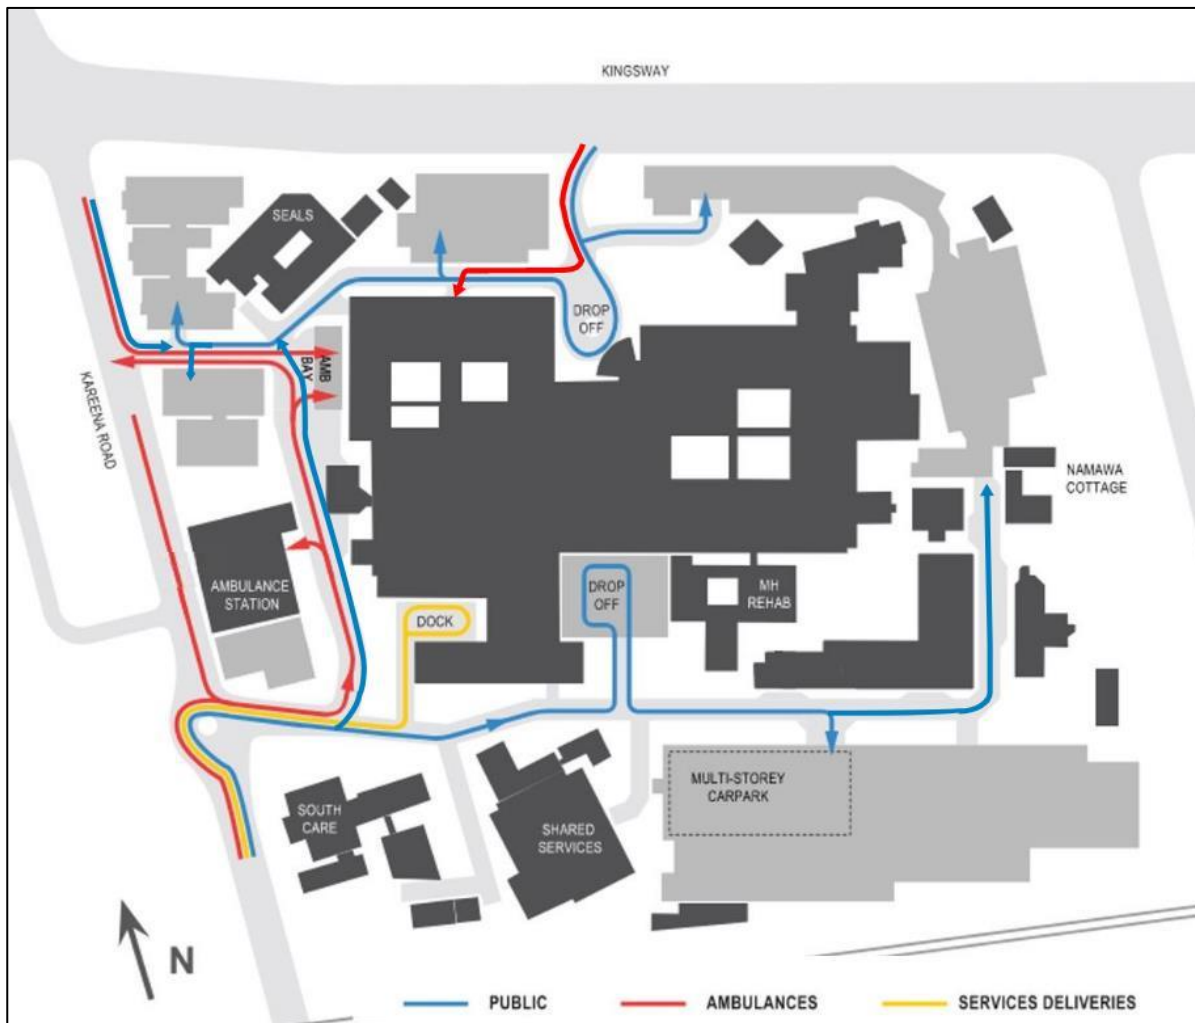 KINGSWAY
SEALS
DROP
OFF
AMB
BAY
KAREENA ROAD
NAMAWA
COTTAGE
AMBULANCE
STATION
DROP
OFF
MH
REHAB
DOCK
MULTI-STOREY
CARPARK
SOUTH
CARE
SHARED
SERVICES
N
PUBLIC
AMBULANCES
SERVICES DELIVERIES